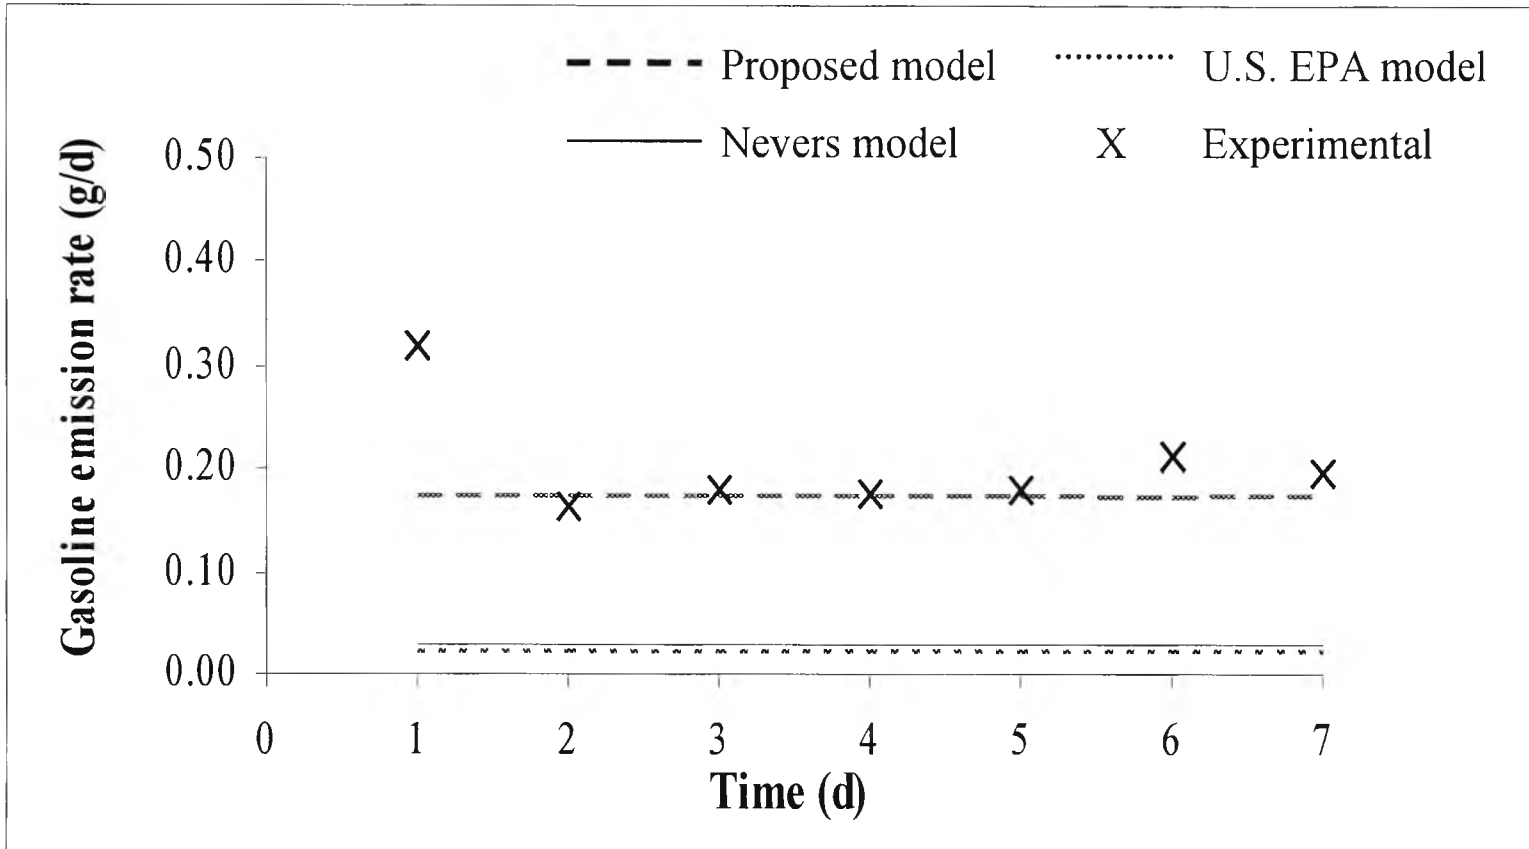 Proposed model
U.S. EPA model
Nevers model
X Experimental
Gasoline emission rate (g/d)
0.50
0.40
0.30
0.20
0.10
0.00
0 1 2 3 4 5 6 7
Time (d)